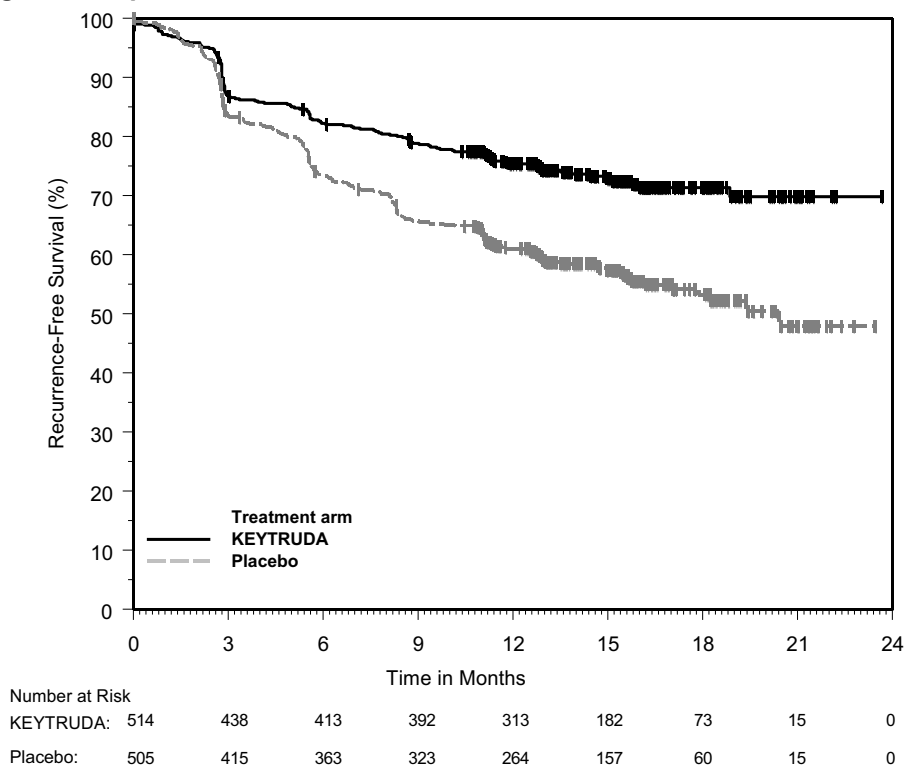 100
90
80
70
60
50
40
30
20
10
0
Recurrence-Free Survival (%)
Treatment arm
KEYTRUDA
Placebo
0 3 6 9 12 15 18 21 24
Time in Months
Number at Risk
KEYTRUDA: 514 438 413 392 313 182 73 15 0
Placebo: 505 415 363 323 264 157 60 15 0